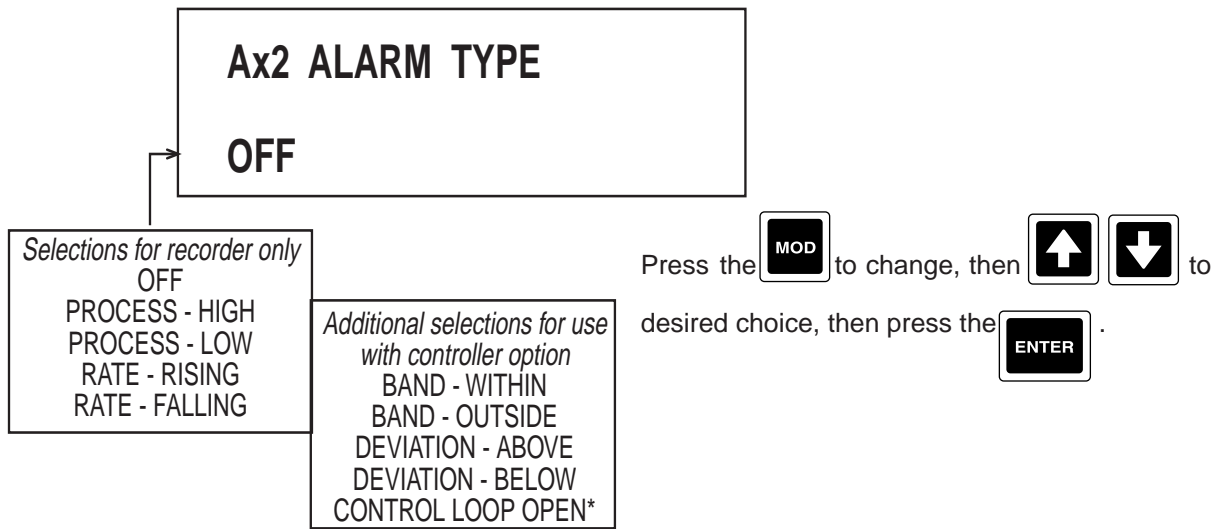 Ax2 ALARM TYPE
OFF
Selections for recorder only
OFF
PROCESS - HIGH
PROCESS - LOW
RATE - RISING
RATE - FALLING
Additional selections for use
with controller option
BAND - WITHIN
BAND - OUTSIDE
DEVIATION - ABOVE
DEVIATION - BELOW
CONTROL LOOP OPEN*
Press the MOD to change, then to
desired choice, then press the ENTER .